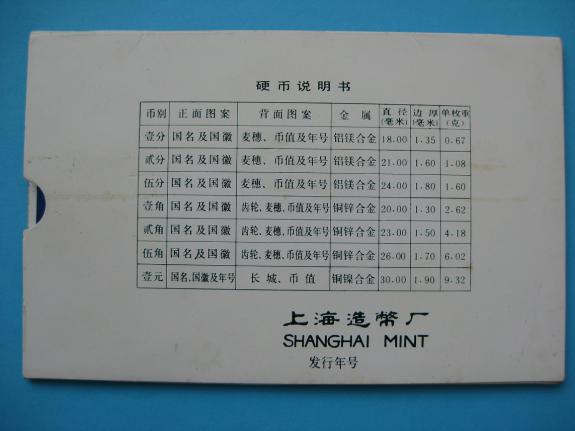 硬币说明书
币别 正面图案 背面图案 金属 直径(毫米) 边厚(毫米) 单枚重(克)
壹分 国名及国徽 麦穗、币值及年号 铝镁合金 18.00 1.35 0.67
贰分 国名及国徽 麦穗、币值及年号 铝镁合金 21.00 1.60 1.08
伍分 国名及国徽 麦穗、币值及年号 铝镁合金 24.00 1.80 1.60
壹角 国名及国徽 齿轮、麦穗、币值及年号 铜锌合金 20.00 1.30 2.62
贰角 国名及国徽 齿轮、麦穗、币值及年号 铜锌合金 23.00 1.50 4.18
伍角 国名及国徽 齿轮、麦穗、币值及年号 铜锌合金 26.00 1.70 6.02
壹元 国名、国徽及年号 长城、币值 铜镍合金 30.00 1.90 9.32
上海造幣厂
SHANGHAI MINT
发行年号